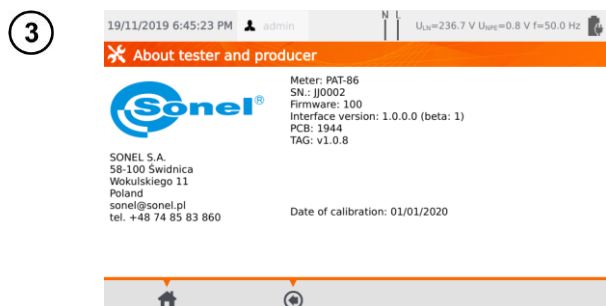 3
19/11/2019 6:45:23 PM admin N L ULN=236.7 V UNPE=0.8 V f=50.0 Hz
About tester and producer
Sonel®
Meter: PAT-86
SN.: JJ0002
Firmware: 100
Interface version: 1.0.0.0 (beta: 1)
PCB: 1944
TAG: v1.0.8
SONEL S.A.
58-100 Świdnica
Wokulskiego 11
Poland
sonel@sonel.pl
tel. +48 74 85 83 860
Date of calibration: 01/01/2020